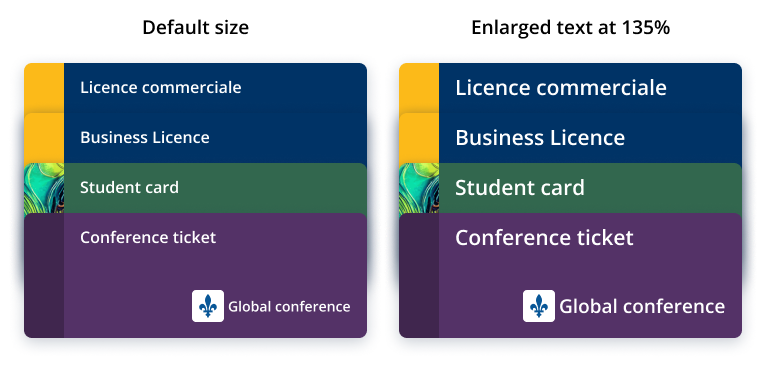 Default size
Licence commerciale
Business Licence
Student card
Conference ticket
Global conference
Enlarged text at 135%
Licence commerciale
Business Licence
Student card
Conference ticket
Global conference